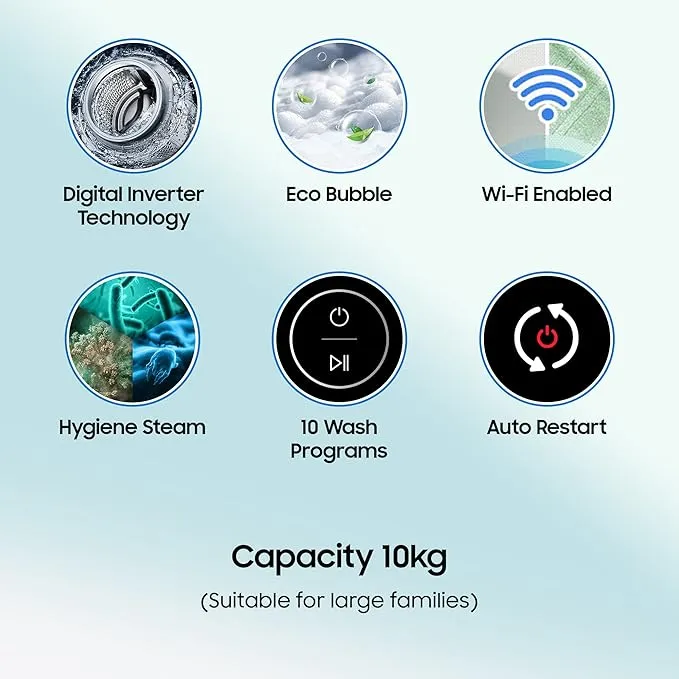 Digital Inverter
Technology
Eco Bubble
Wi-Fi Enabled
Hygiene Steam
10 Wash
Programs
Auto Restart
Capacity 10kg
(Suitable for large families)